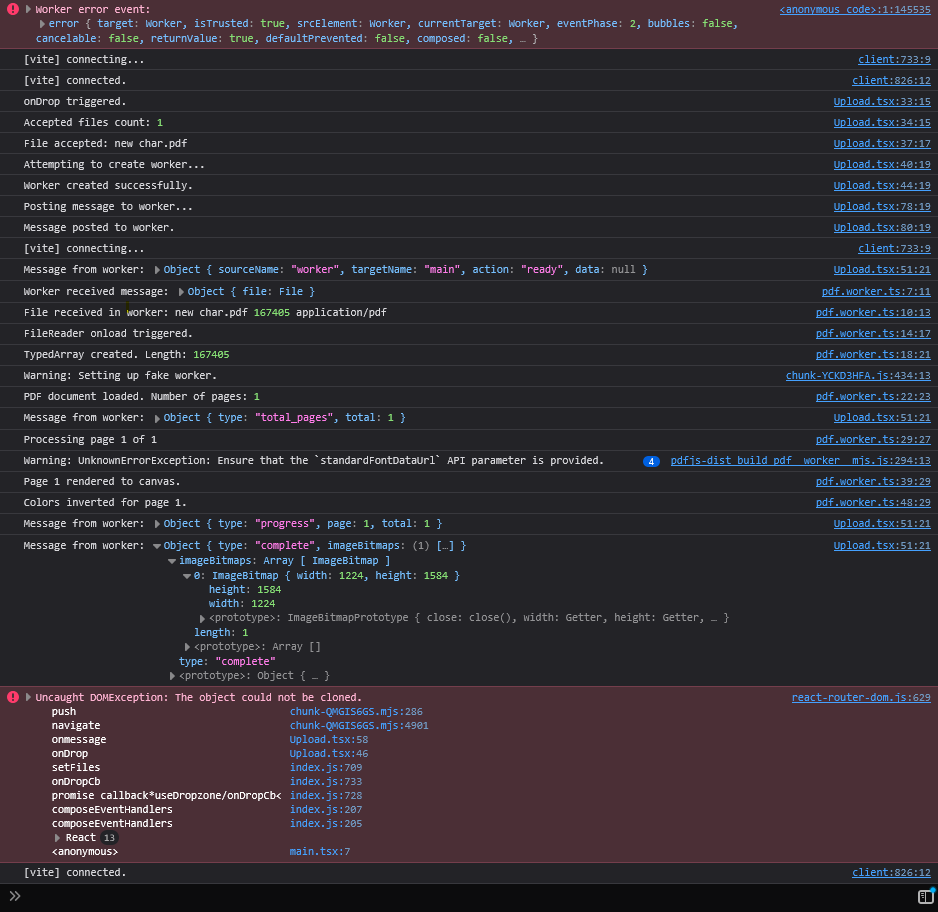 Worker error event: <anonymous code>:1:145535
error { target: Worker, isTrusted: true, srcElement: Worker, currentTarget: Worker, eventPhase: 2, bubbles: false,
cancelable: false, returnValue: true, defaultPrevented: false, composed: false, … }
[vite] connecting... client:733:9
[vite] connected. client:826:12
onDrop triggered. Upload.tsx:33:15
Accepted files count: 1 Upload.tsx:34:15
File accepted: new char.pdf Upload.tsx:37:17
Attempting to create worker... Upload.tsx:40:19
Worker created successfully. Upload.tsx:44:19
Posting message to worker... Upload.tsx:78:19
Message posted to worker. Upload.tsx:80:19
[vite] connecting... client:733:9
Message from worker: Object { sourceName: "worker", targetName: "main", action: "ready", data: null } Upload.tsx:51:21
Worker received message: Object { file: File } pdf.worker.ts:7:11
File received in worker: new char.pdf 167405 application/pdf pdf.worker.ts:10:13
FileReader onload triggered. pdf.worker.ts:14:17
TypedArray created. Length: 167405 pdf.worker.ts:18:21
Warning: Setting up fake worker. chunk-YCKD3HFA.js:434:13
PDF document loaded. Number of pages: 1 pdf.worker.ts:22:23
Message from worker: Object { type: "total_pages", total: 1 } Upload.tsx:51:21
Processing page 1 of 1 pdf.worker.ts:29:27
Warning: UnknownErrorException: Ensure that the `standardFontDataUrl` API parameter is provided. 4 pdfjs-dist_build_pdf__worker__mjs.js:294:13
Page 1 rendered to canvas. pdf.worker.ts:39:29
Colors inverted for page 1. pdf.worker.ts:48:29
Message from worker: Object { type: "progress", page: 1, total: 1 } Upload.tsx:51:21
Message from worker: Object { type: "complete", imageBitmaps: (1) […] } Upload.tsx:51:21
imageBitmaps: Array [ ImageBitmap ]
0: ImageBitmap { width: 1224, height: 1584 }
height: 1584
width: 1224
<prototype>: ImageBitmapPrototype { close: close(), width: Getter, height: Getter, … }
length: 1
<prototype>: Array []
type: "complete"
<prototype>: Object { … }
Uncaught DOMException: The object could not be cloned. react-router-dom.js:629
push chunk-QMGIS6GS.mjs:286
navigate chunk-QMGIS6GS.mjs:4901
onmessage Upload.tsx:58
onDrop Upload.tsx:46
setFiles index.js:709
onDropCb index.js:733
promise callback*useDropzone/onDropCb< index.js:728
composeEventHandlers index.js:207
composeEventHandlers index.js:205
React 13
<anonymous> main.tsx:7
[vite] connected. client:826:12